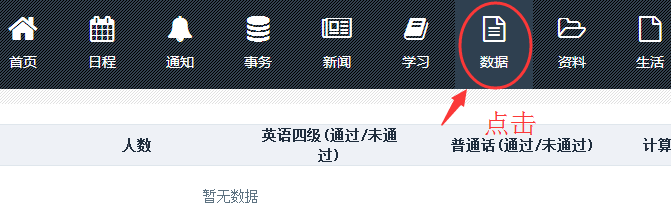 首页 日程 通知 事务 新闻 学习 数据 资料 生活
点击
人数 英语四级(通过/未通过) 普通话(通过/未通过) 计算
暂无数据